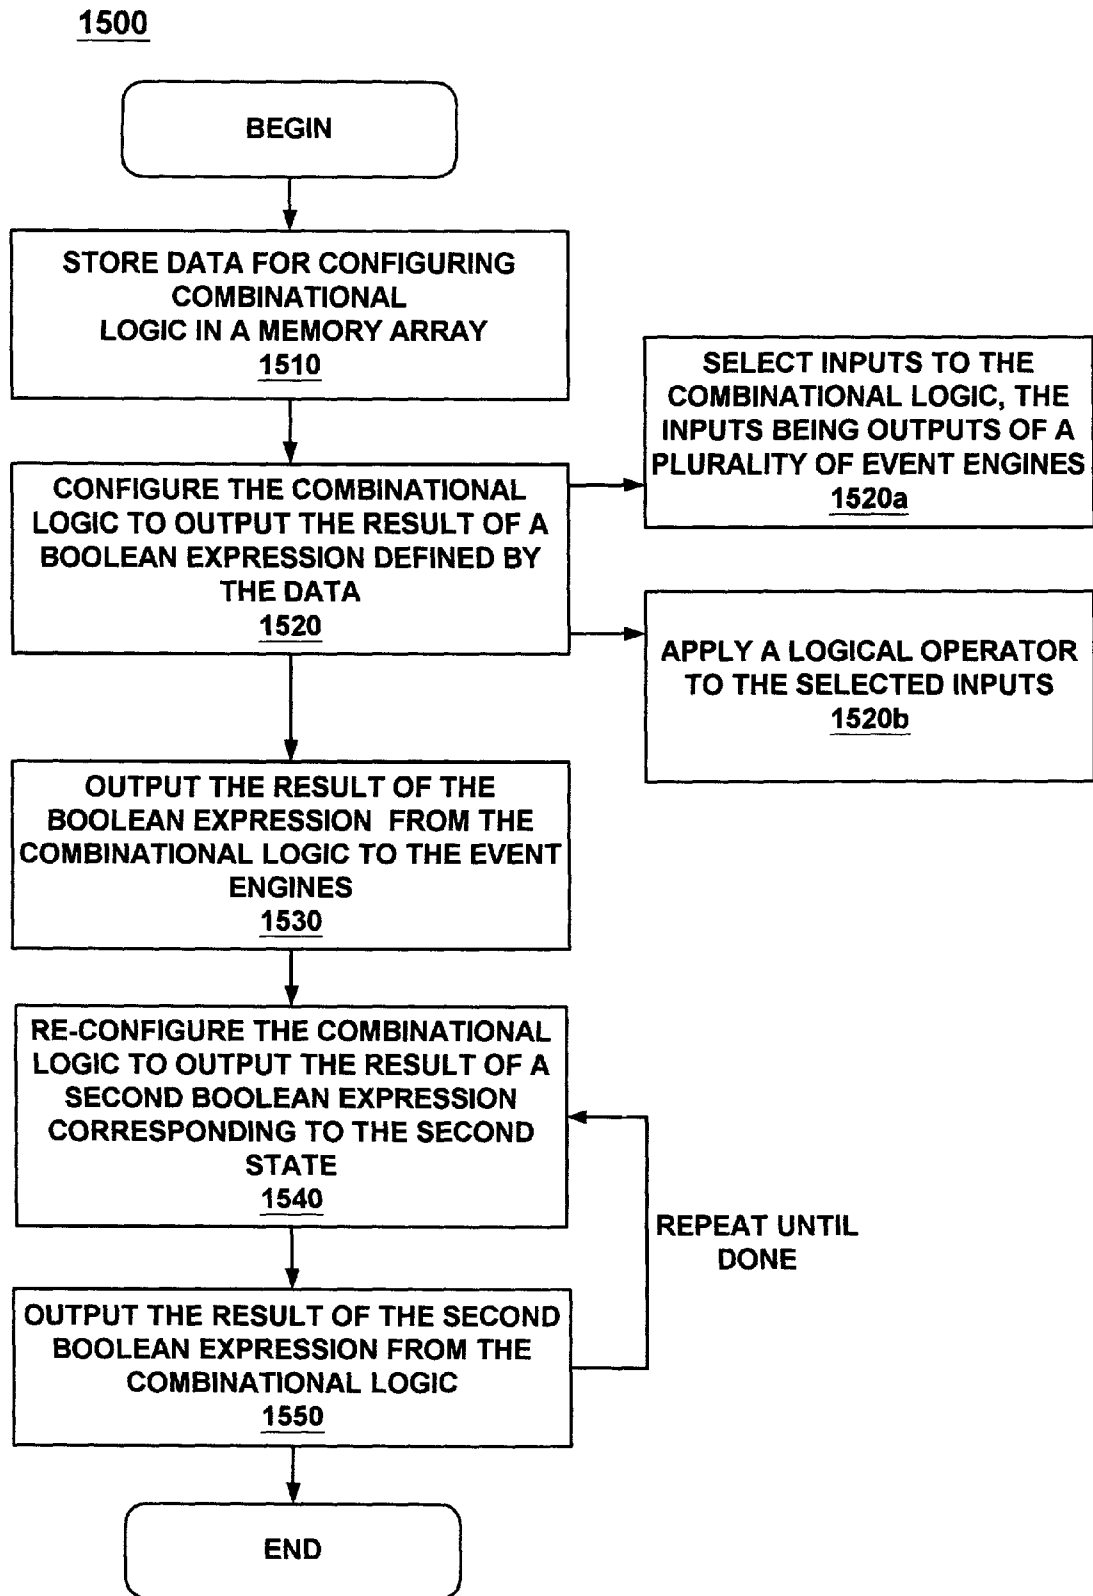 1500
BEGIN
STORE DATA FOR CONFIGURING
COMBINATIONAL
LOGIC IN A MEMORY ARRAY
1510
SELECT INPUTS TO THE
COMBINATIONAL LOGIC, THE
INPUTS BEING OUTPUTS OF A
PLURALITY OF EVENT ENGINES
1520a
CONFIGURE THE COMBINATIONAL
LOGIC TO OUTPUT THE RESULT OF A
BOOLEAN EXPRESSION DEFINED BY
THE DATA
1520
APPLY A LOGICAL OPERATOR
TO THE SELECTED INPUTS
1520b
OUTPUT THE RESULT OF THE
BOOLEAN EXPRESSION FROM THE
COMBINATIONAL LOGIC TO THE EVENT
ENGINES
1530
RE-CONFIGURE THE COMBINATIONAL
LOGIC TO OUTPUT THE RESULT OF A
SECOND BOOLEAN EXPRESSION
CORRESPONDING TO THE SECOND
STATE
1540
REPEAT UNTIL
DONE
OUTPUT THE RESULT OF THE SECOND
BOOLEAN EXPRESSION FROM THE
COMBINATIONAL LOGIC
1550
END